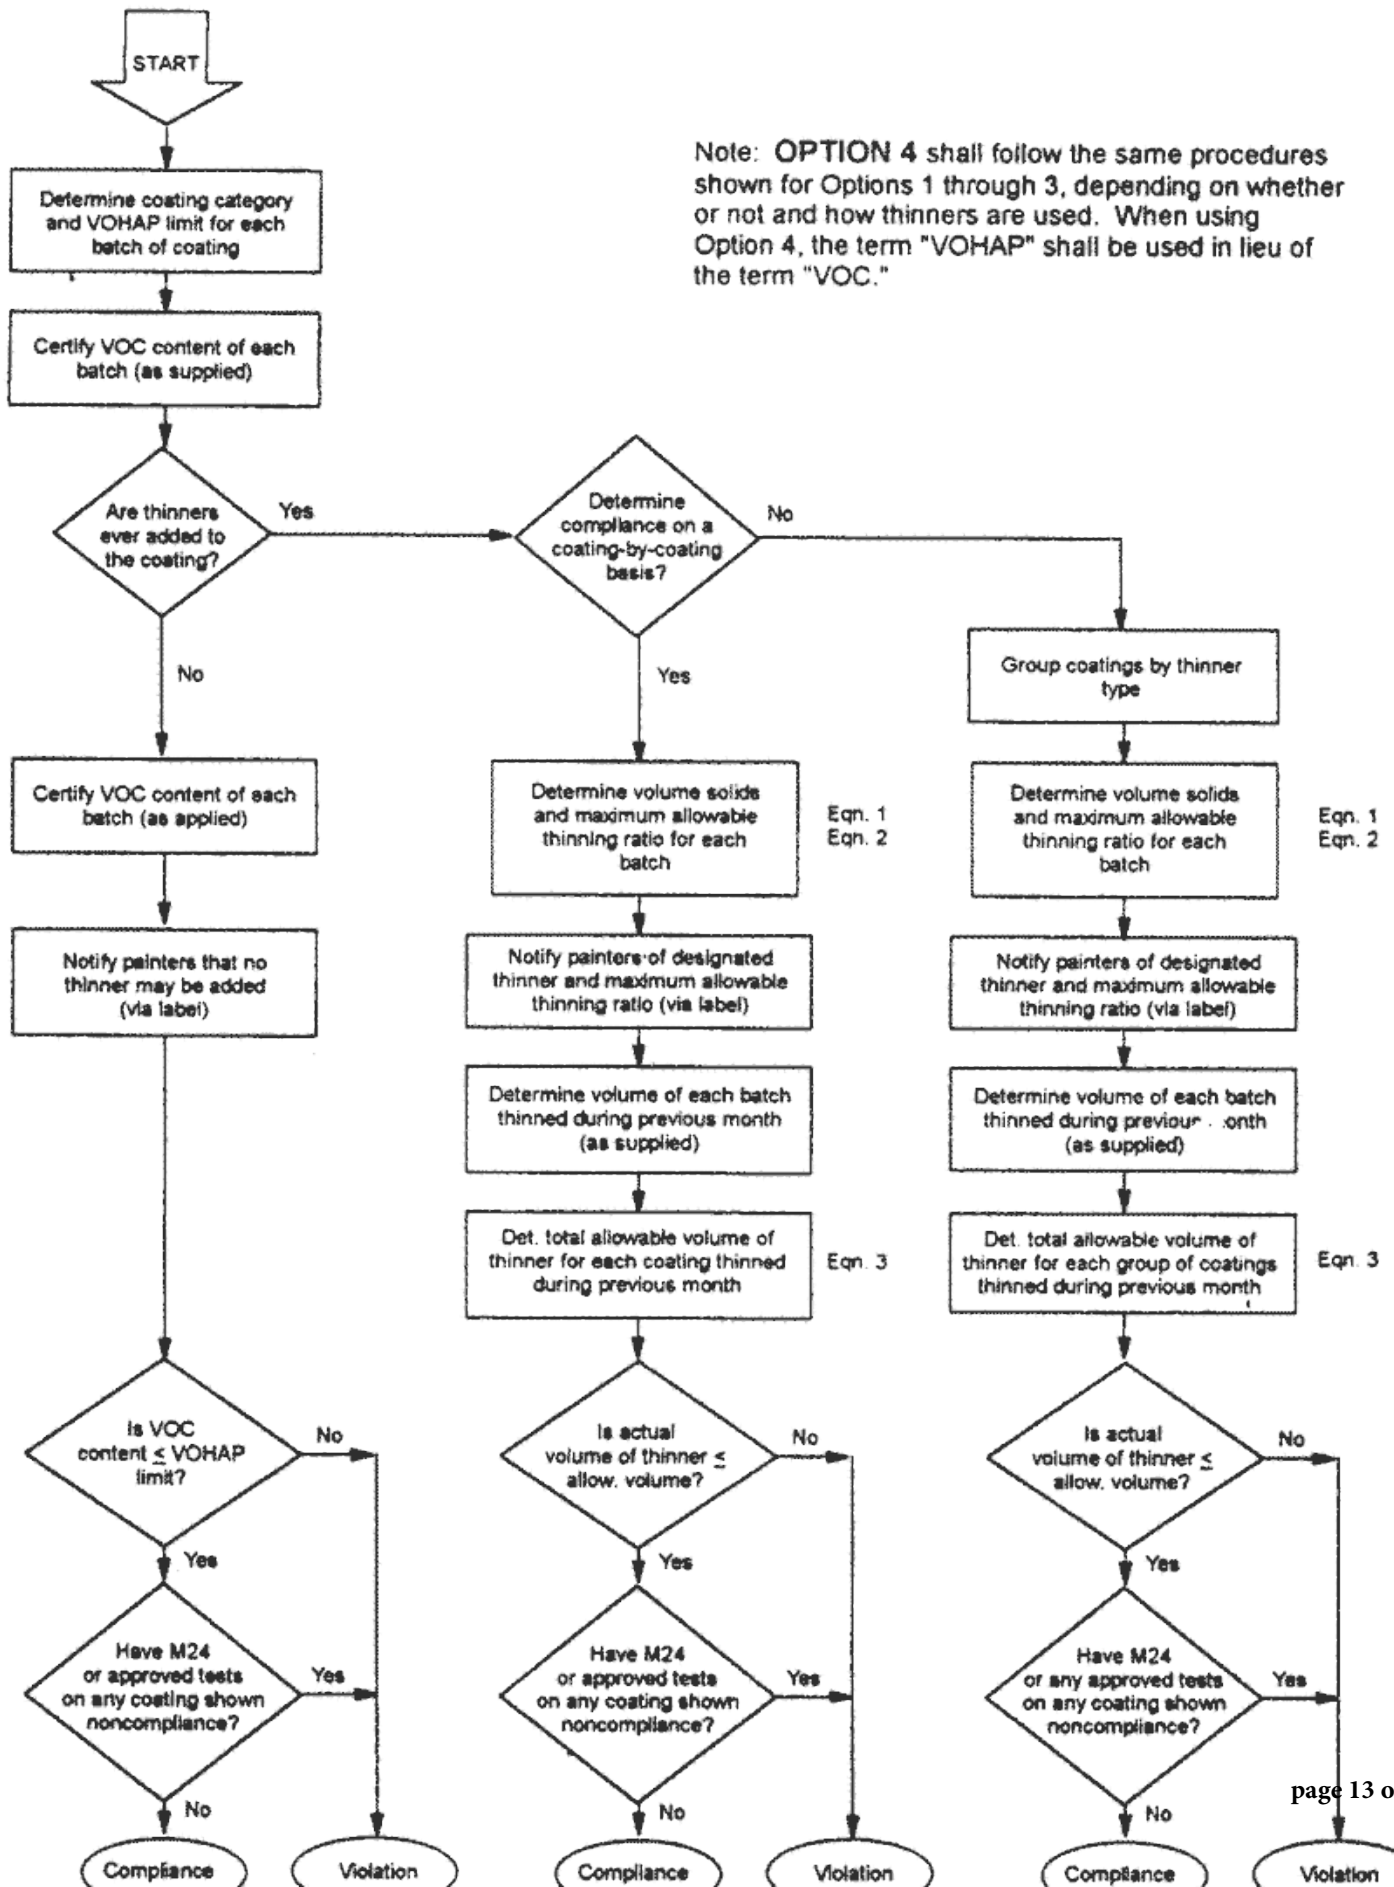 START
Note: OPTION 4 shall follow the same procedures
shown for Options 1 through 3, depending on whether
or not and how thinners are used. When using
Option 4, the term "VOHAP" shall be used in lieu of
the term "VOC."
Determine coating category
and VOHAP limit for each
batch of coating
Certify VOC content of each
batch (as supplied)
Are thinners
ever added to
the coating?
Yes
No
Determine
compliance on a
coating-by-coating
basis?
No
Yes
Certify VOC content of each
batch (as applied)
Notify painters that no
thinner may be added
(via label)
Is VOC
content ≤ VOHAP
limit?
No
Yes
Have M24
or approved tests
on any coating shown
noncompliance?
Yes
No
Compliance
Violation
Determine volume solids
and maximum allowable
thinning ratio for each
batch
Eqn. 1
Eqn. 2
Notify painters of designated
thinner and maximum allowable
thinning ratio (via label)
Determine volume of each batch
thinned during previous month
(as supplied)
Det. total allowable volume of
thinner for each coating thinned
during previous month
Eqn. 3
Is actual
volume of thinner ≤
allow. volume?
No
Yes
Have M24
or approved tests
on any coating shown
noncompliance?
Yes
No
Compliance
Violation
Group coatings by thinner
type
Determine volume solids
and maximum allowable
thinning ratio for each
batch
Eqn. 1
Eqn. 2
Notify painters of designated
thinner and maximum allowable
thinning ratio (via label)
Determine volume of each batch
thinned during previous month
(as supplied)
Det. total allowable volume of
thinner for each group of coatings
thinned during previous month
Eqn. 3
Is actual
volume of thinner ≤
allow. volume?
No
Yes
Have M24
or any approved tests
on any coating shown
noncompliance?
Yes
No
Compliance
Violation
page 13 o